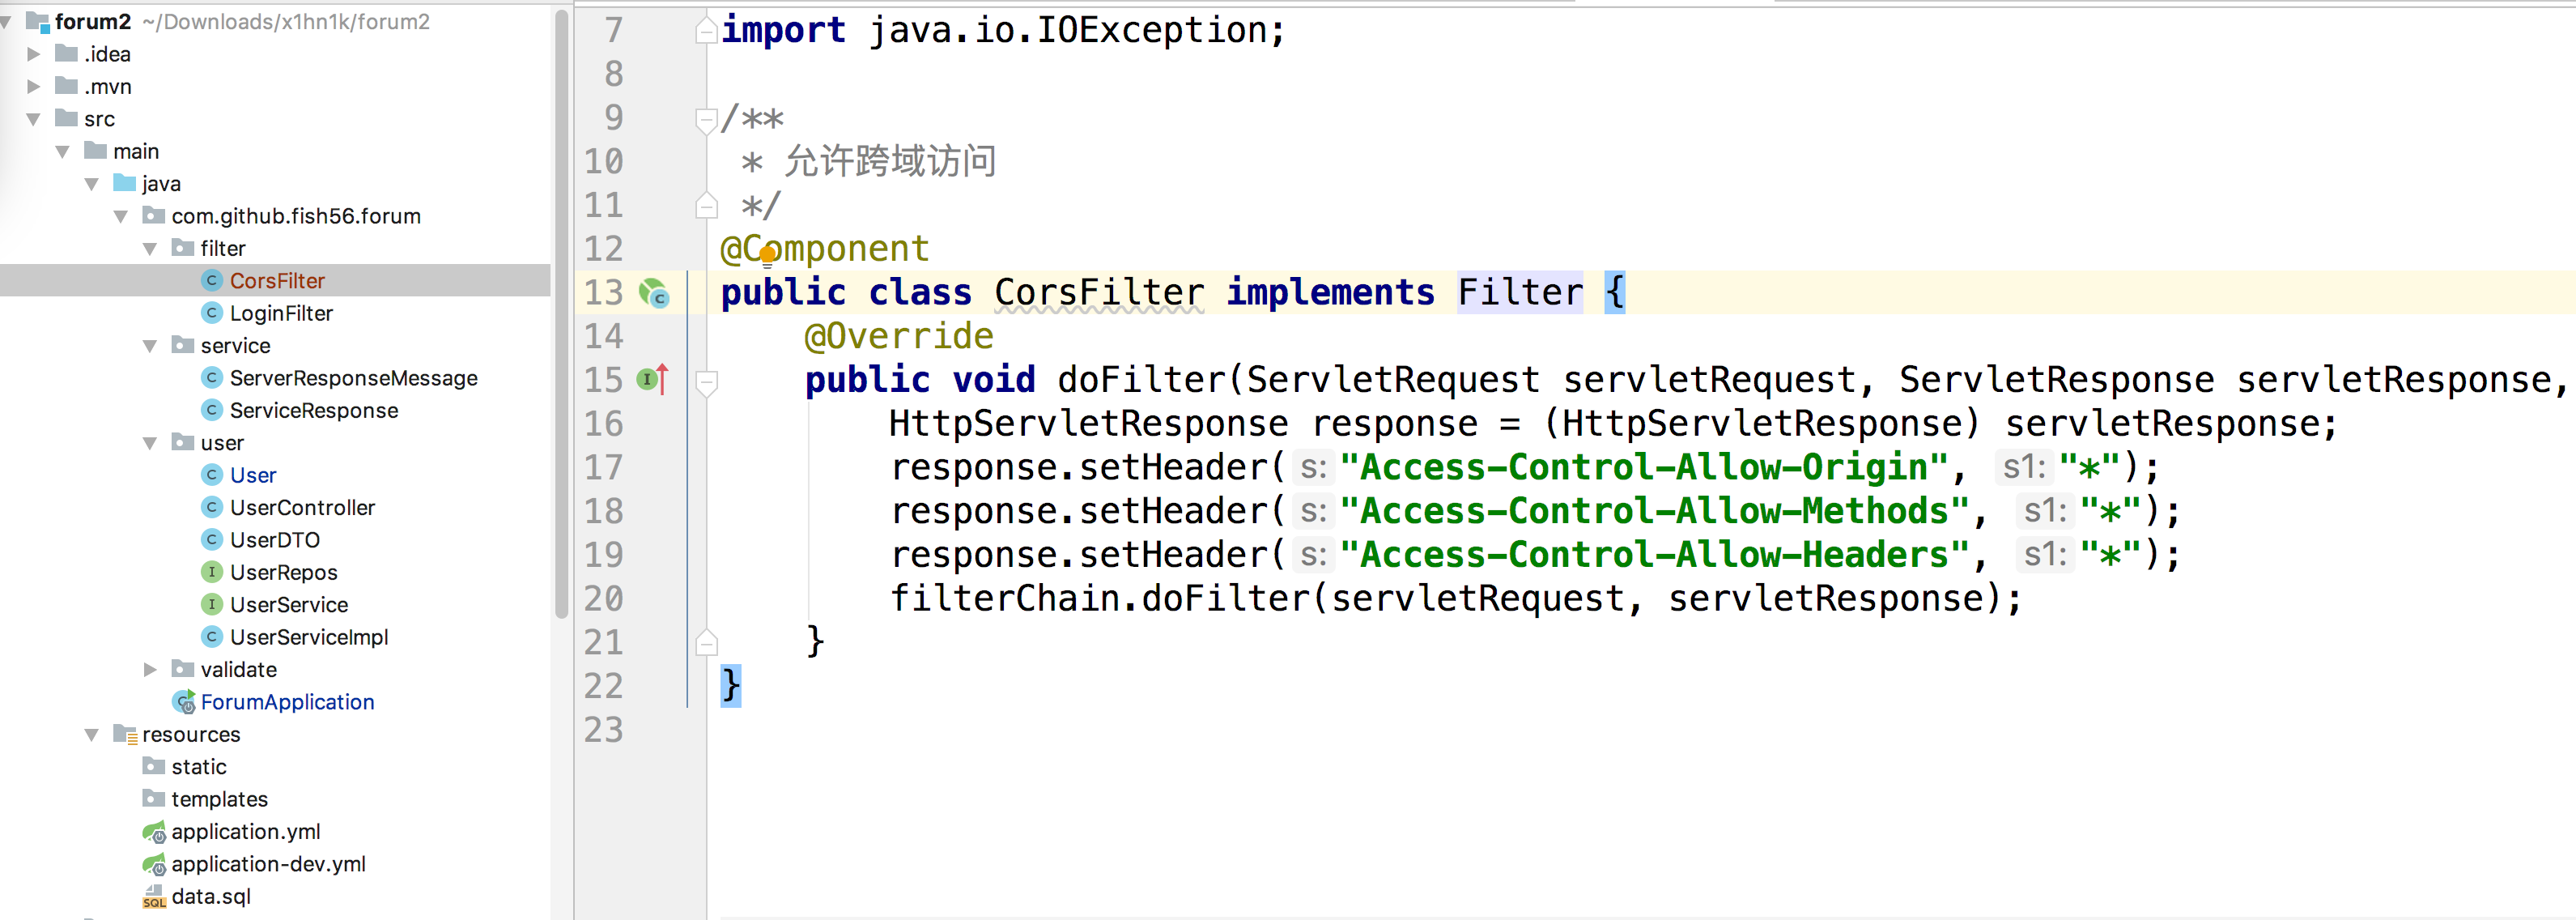 forum2 ~/Downloads/x1hn1k/forum2
.idea
.mvn
src
main
java
com.github.fish56.forum
filter
CorsFilter
LoginFilter
service
ServerResponseMessage
ServiceResponse
user
User
UserController
UserDTO
UserRepos
UserService
UserServiceImpl
validate
ForumApplication
resources
static
templates
application.yml
application-dev.yml
data.sql
7 import java.io.IOException;
8
9 /**
10 * 允许跨域访问
11 */
12 @Component
13 public class CorsFilter implements Filter {
14 @Override
15 public void doFilter(ServletRequest servletRequest, ServletResponse servletResponse,
16 HttpServletResponse response = (HttpServletResponse) servletResponse;
17 response.setHeader( s: "Access-Control-Allow-Origin", s1: "*");
18 response.setHeader( s: "Access-Control-Allow-Methods", s1: "*");
19 response.setHeader( s: "Access-Control-Allow-Headers", s1: "*");
20 filterChain.doFilter(servletRequest, servletResponse);
21 }
22 }
23